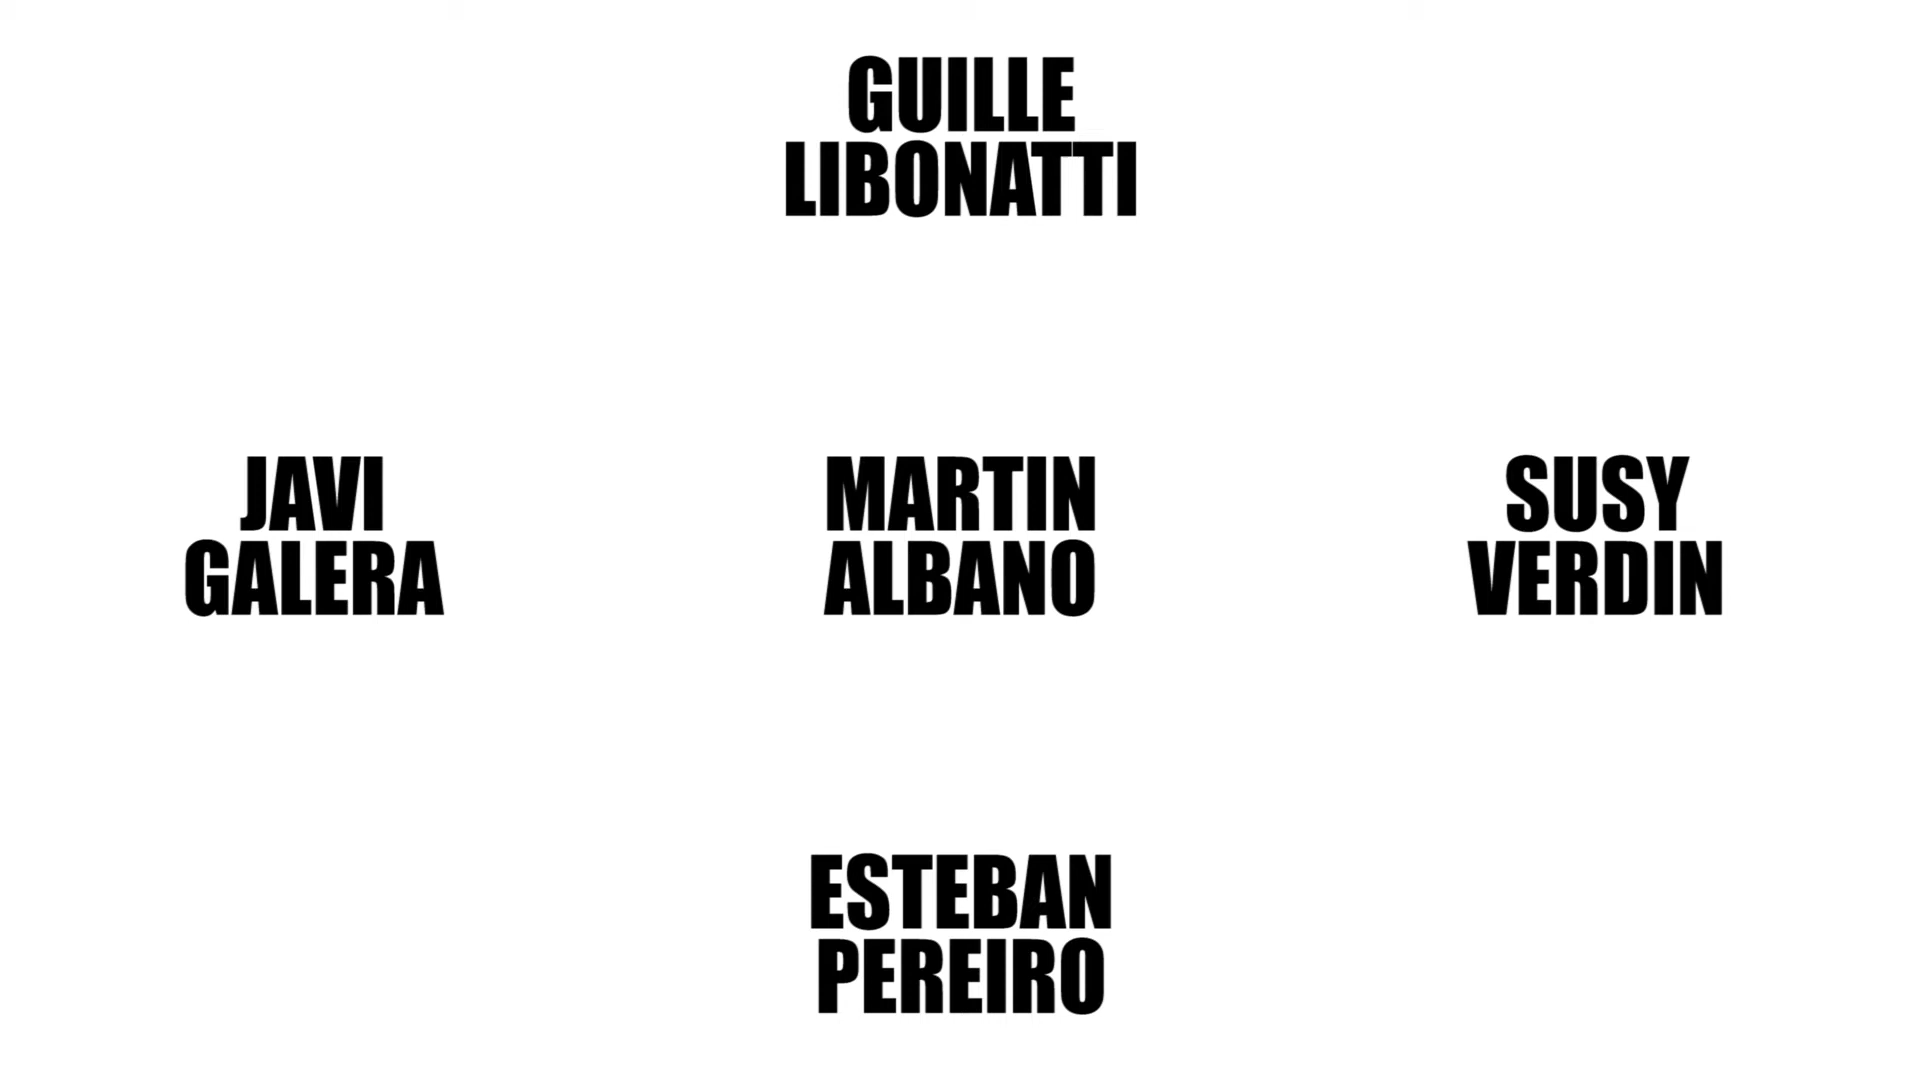 GUILLE
LIBONATTI
JAVI
GALERA
MARTIN
ALBANO
SUSY
VERDIN
ESTEBAN
PEREIRO